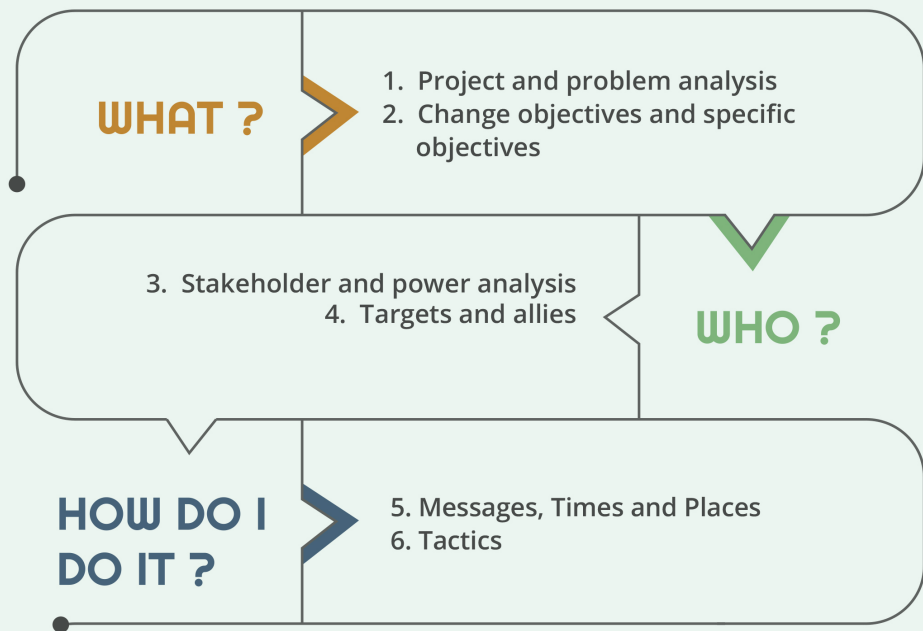 WHAT ?
1. Project and problem analysis
2. Change objectives and specific
objectives
3. Stakeholder and power analysis
4. Targets and allies
WHO ?
HOW DO I
DO IT ?
5. Messages, Times and Places
6. Tactics